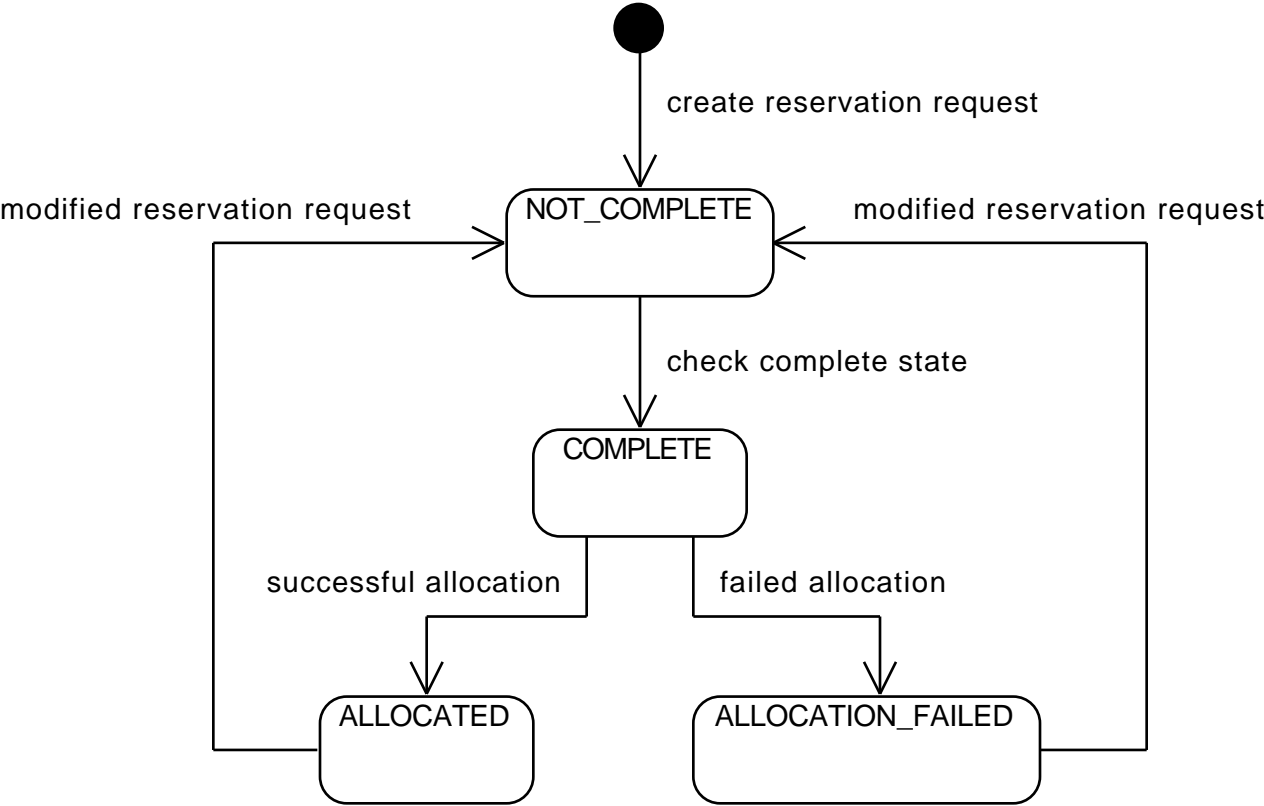 create reservation request
modified reservation request
NOT_COMPLETE
modified reservation request
check complete state
COMPLETE
successful allocation
failed allocation
ALLOCATED
ALLOCATION_FAILED